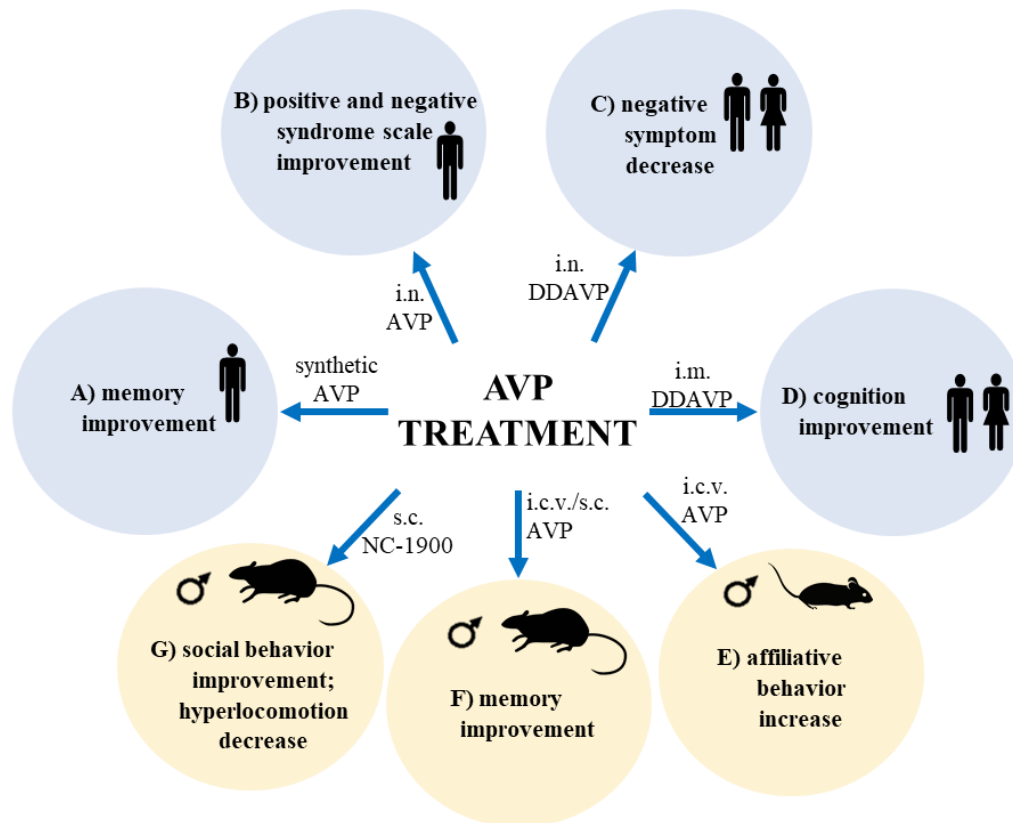 B) positive and negative
syndrome scale
improvement
C) negative
symptom
decrease
i.n.
AVP
i.n.
DDAVP
A) memory
improvement
synthetic
AVP
AVP
TREATMENT
i.m.
DDAVP
D) cognition
improvement
s.c.
NC-1900
i.c.v./s.c.
AVP
i.c.v.
AVP
G) social behavior
improvement;
hyperlocomotion
decrease
F) memory
improvement
E) affiliative
behavior
increase